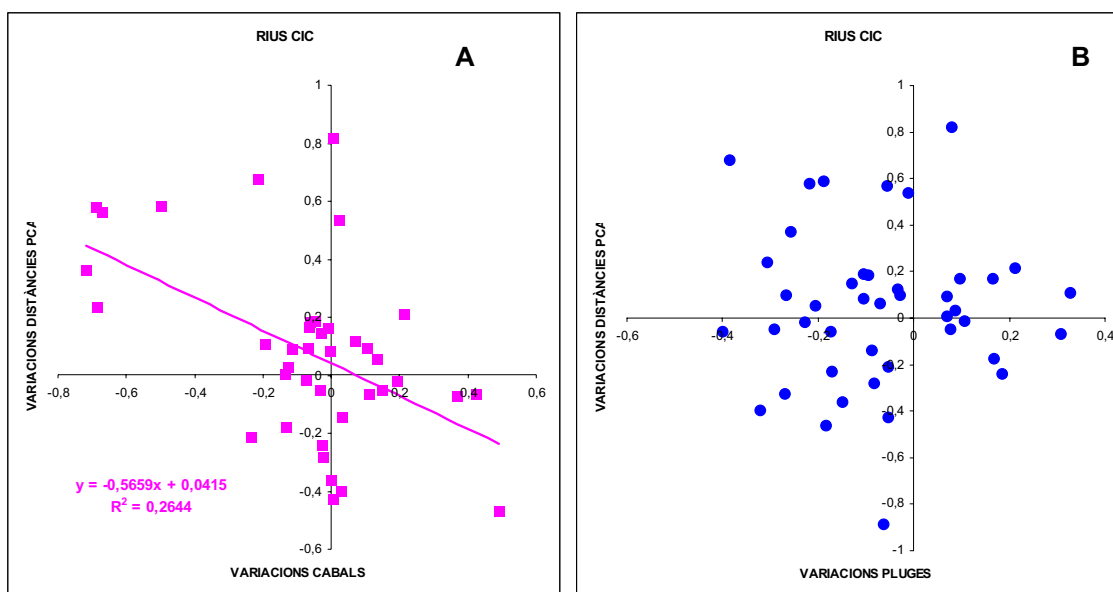 RIUS CIC
A
1
0,8
0,6
0,4
0,2
0
-0,2
-0,4
-0,6
-0,8 -0,6 -0,4 -0,2 0 0,2 0,4 0,6
VARIACIONS DISTÀNCIES PCA
y = -0,5659x + 0,0415
R² = 0,2644
VARIACIONS CABALS
RIUS CIC
B
1
0,8
0,6
0,4
0,2
0
-0,2
-0,4
-0,6
-0,8
-1
-0,6 -0,4 -0,2 0 0,2 0,4
VARIACIONS DISTÀNCIES PCA
VARIACIONS PLUGES